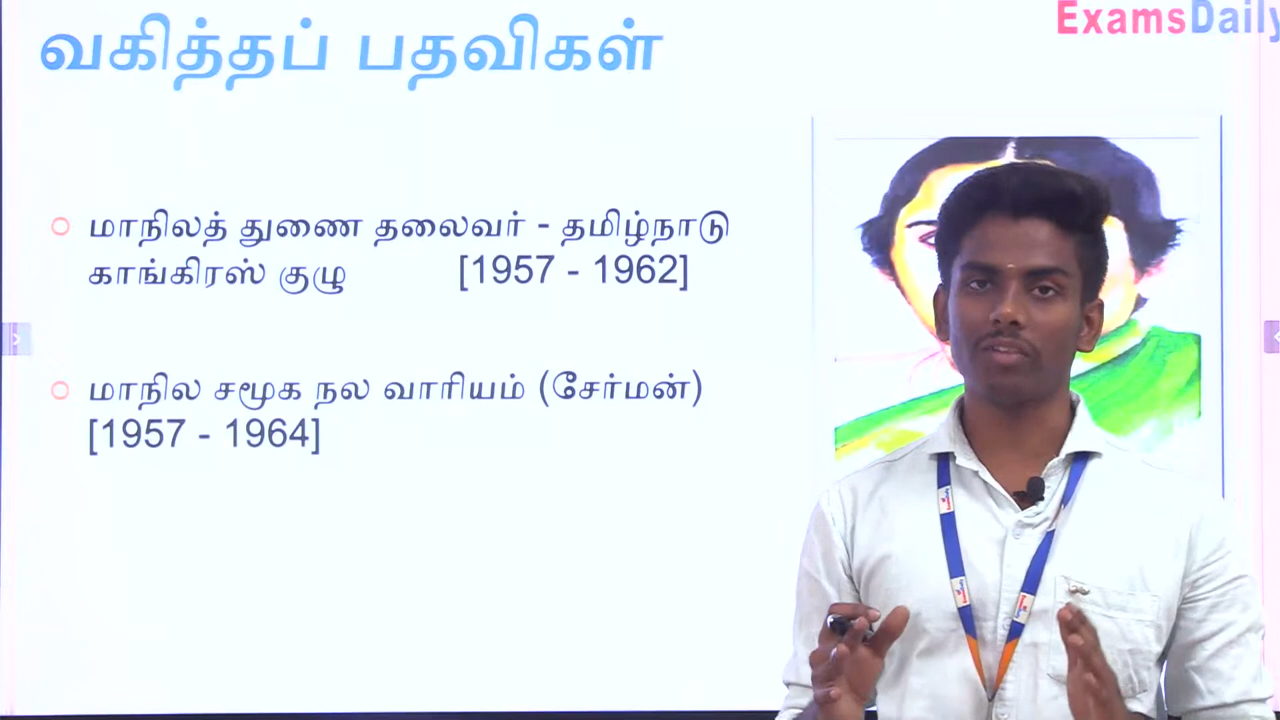 வகித்தப் பதவிகள்
ExamsDaily
மாநிலத் துணை தலைவர் - தமிழ்நாடு
காங்கிரஸ் குழு [1957 - 1962]
மாநில சமூக நல வாரியம் (சேர்மன்)
[1957 - 1964]